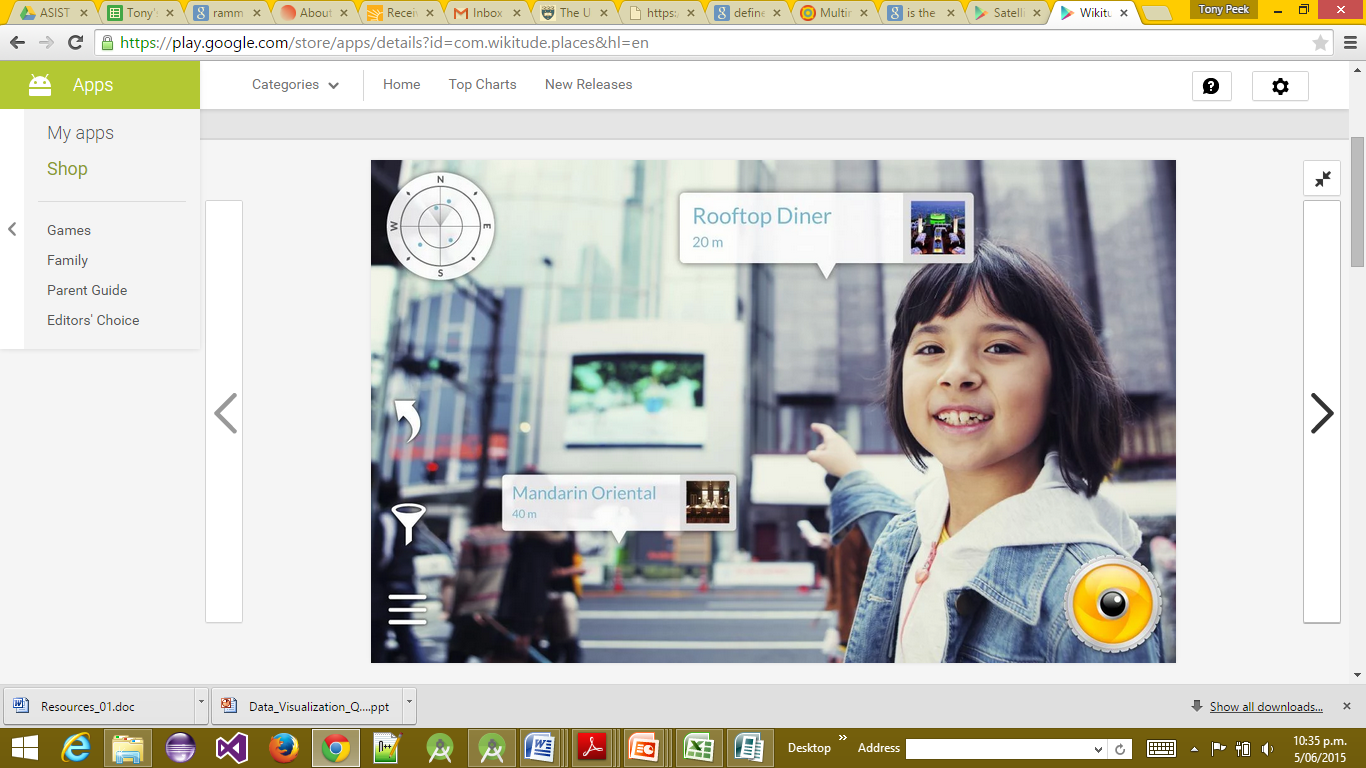 ASIST
Tony's
ramm
About
Receiv
Inbox
The U
https:
define
Multir
is the
Satelli
Wikitu
Tony Peek
https://play.google.com/store/apps/details?id=com.wikitude.places&hl=en
Apps
Categories
Home
Top Charts
New Releases
My apps
Shop
Games
Family
Parent Guide
Editors' Choice
N
W
E
S
Rooftop Diner
20 m
Mandarin Oriental
40 m
Resources_01.doc
Data_Visualization_Q....ppt
Show all downloads...
Desktop
Address
10:35 p.m.
5/06/2015